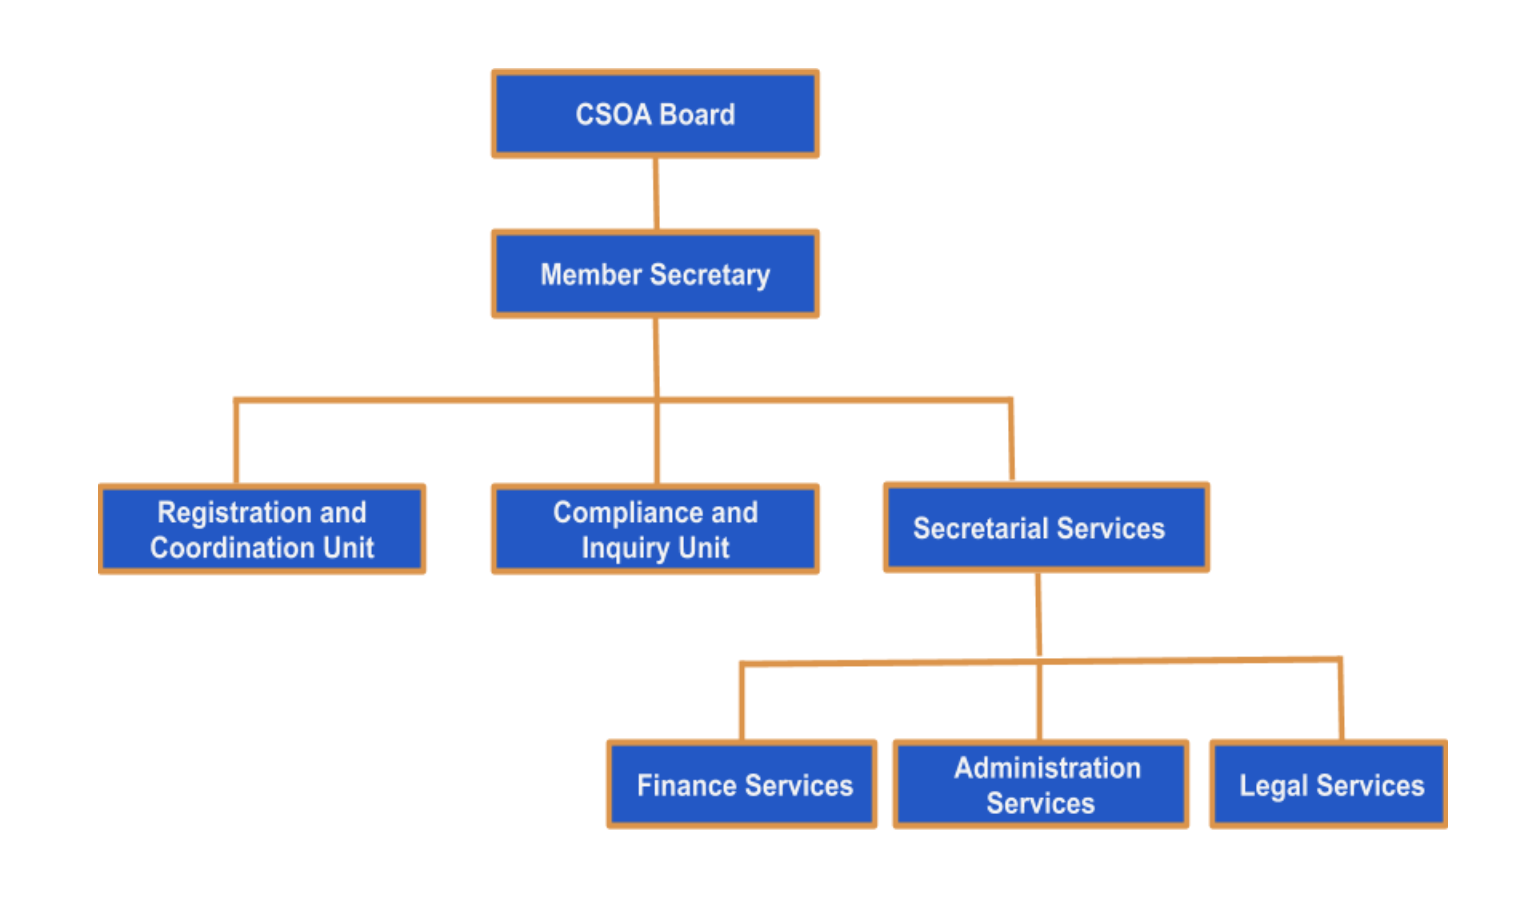 CSOA Board
Member Secretary
Registration and
Coordination Unit
Compliance and
Inquiry Unit
Secretarial Services
Finance Services
Administration
Services
Legal Services